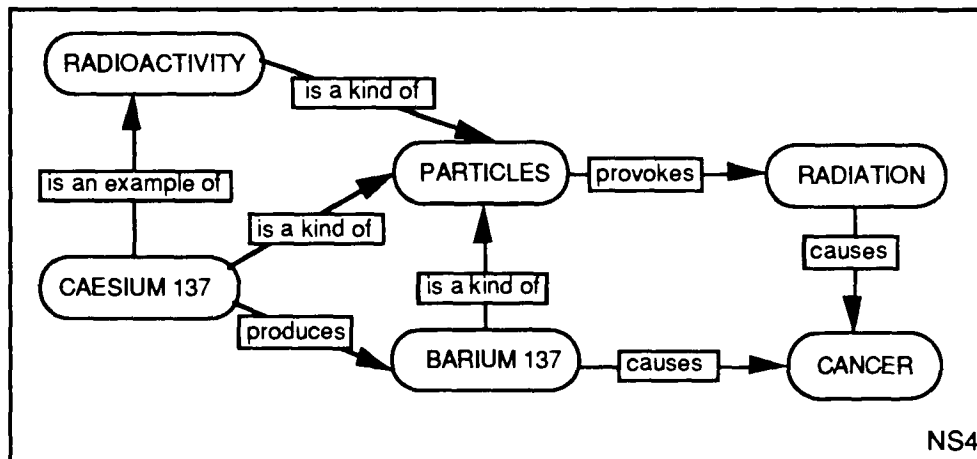 RADIOACTIVITY
is a kind of
PARTICLES
provokes
RADIATION
is an example of
is a kind of
causes
CAESIUM 137
is a kind of
produces
BARIUM 137
causes
CANCER
NS4